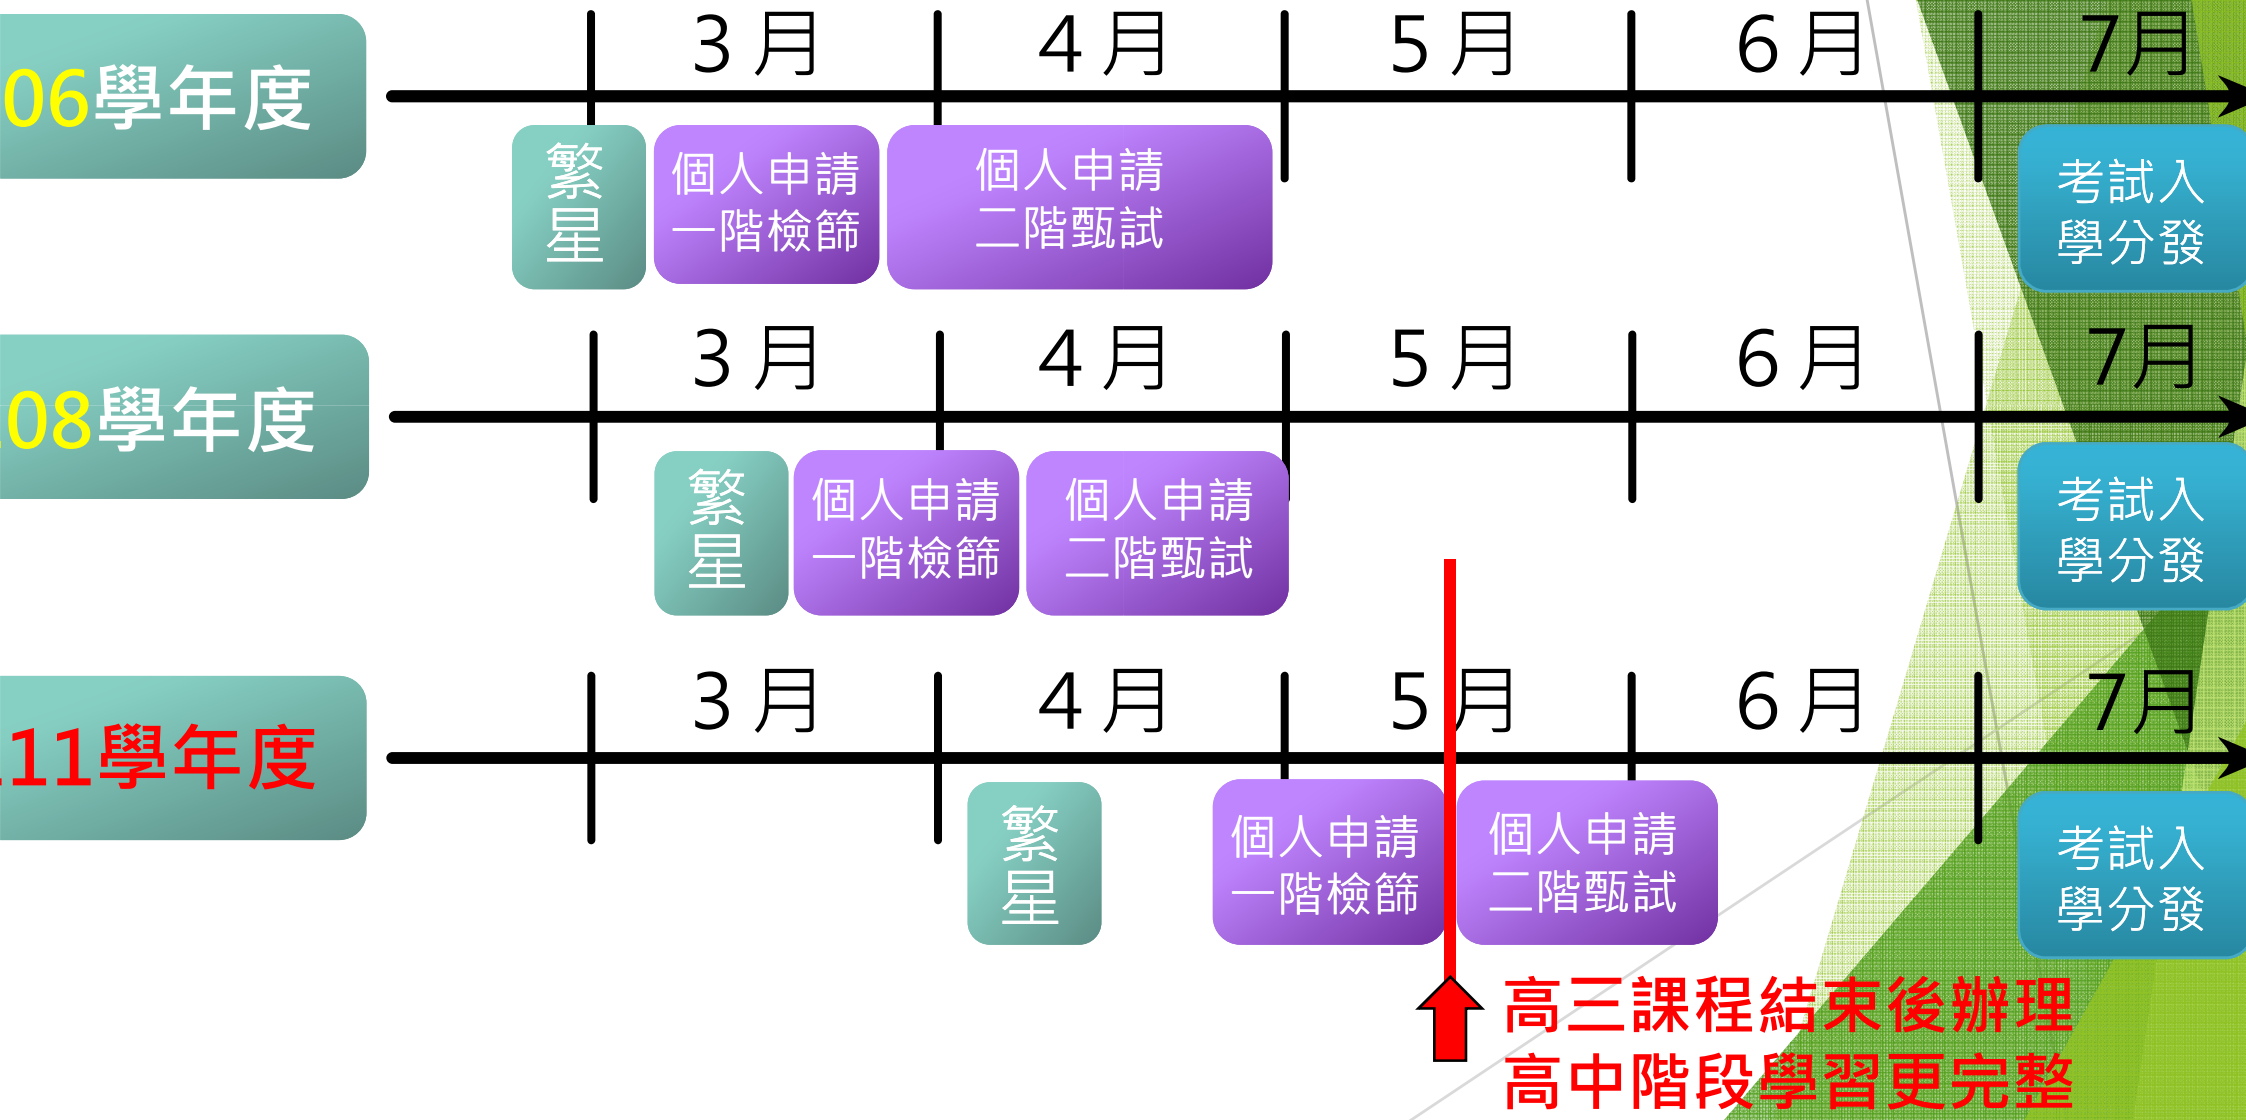 3月 4月 5月 6月 7月
06學年度
繁星
個人申請
一階檢篩
個人申請
二階甄試
考試入
學分發
3月 4月 5月 6月 7月
08學年度
繁星
個人申請
一階檢篩
個人申請
二階甄試
考試入
學分發
3月 4月 5月 6月 7月
111學年度
繁星
個人申請
一階檢篩
個人申請
二階甄試
考試入
學分發
高三課程結束後辦理
高中階段學習更完整